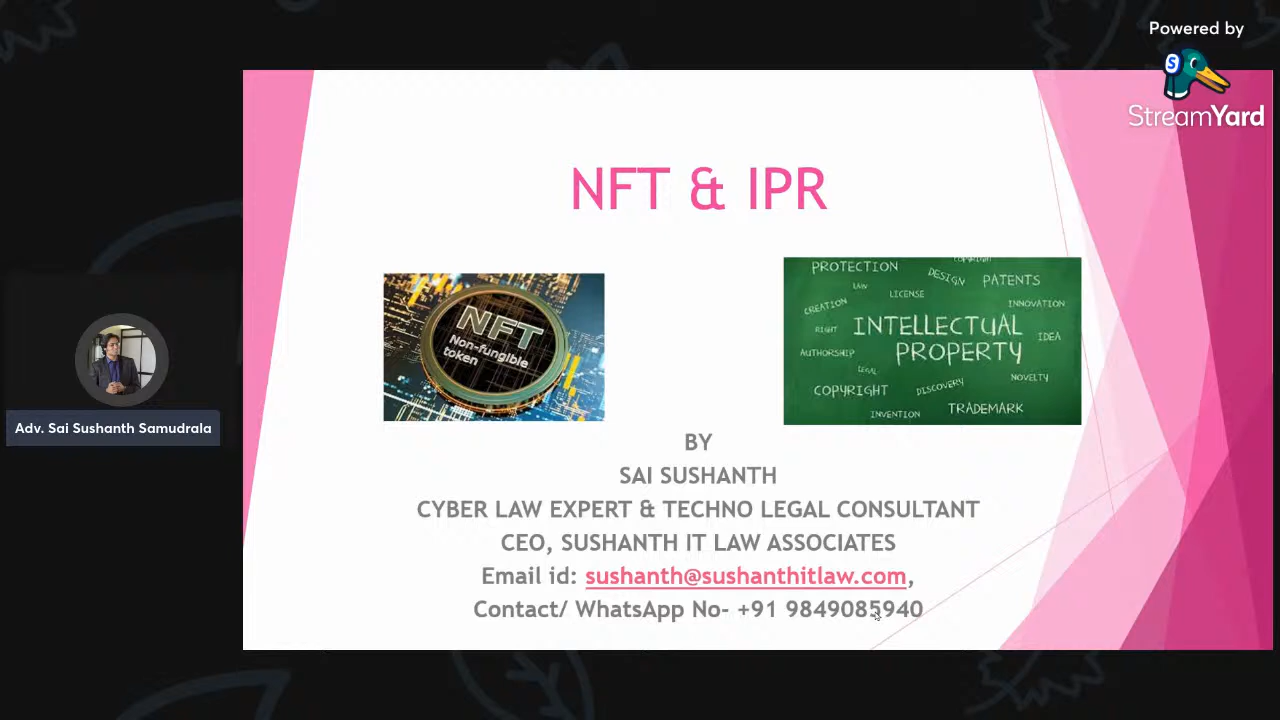 Powered by
StreamYard
NFT & IPR
NFT
Non-fungible
token
COPYRIGHT
PROTECTION
DESIGN
PATENTS
LAW
LICENSE
CREATION
INNOVATION
RIGHT
INTELLECTUAL
PROPERTY
IDEA
AUTHORSHIP
LEGAL
NOVELTY
COPYRIGHT
DISCOVERY
INVENTION
TRADEMARK
BY
SAI SUSHANTH
CYBER LAW EXPERT & TECHNO LEGAL CONSULTANT
CEO, SUSHANTH IT LAW ASSOCIATES
Email id: sushanth@sushanthitlaw.com,
Contact/ WhatsApp No- +91 9849085940
Adv. Sai Sushanth Samudrala